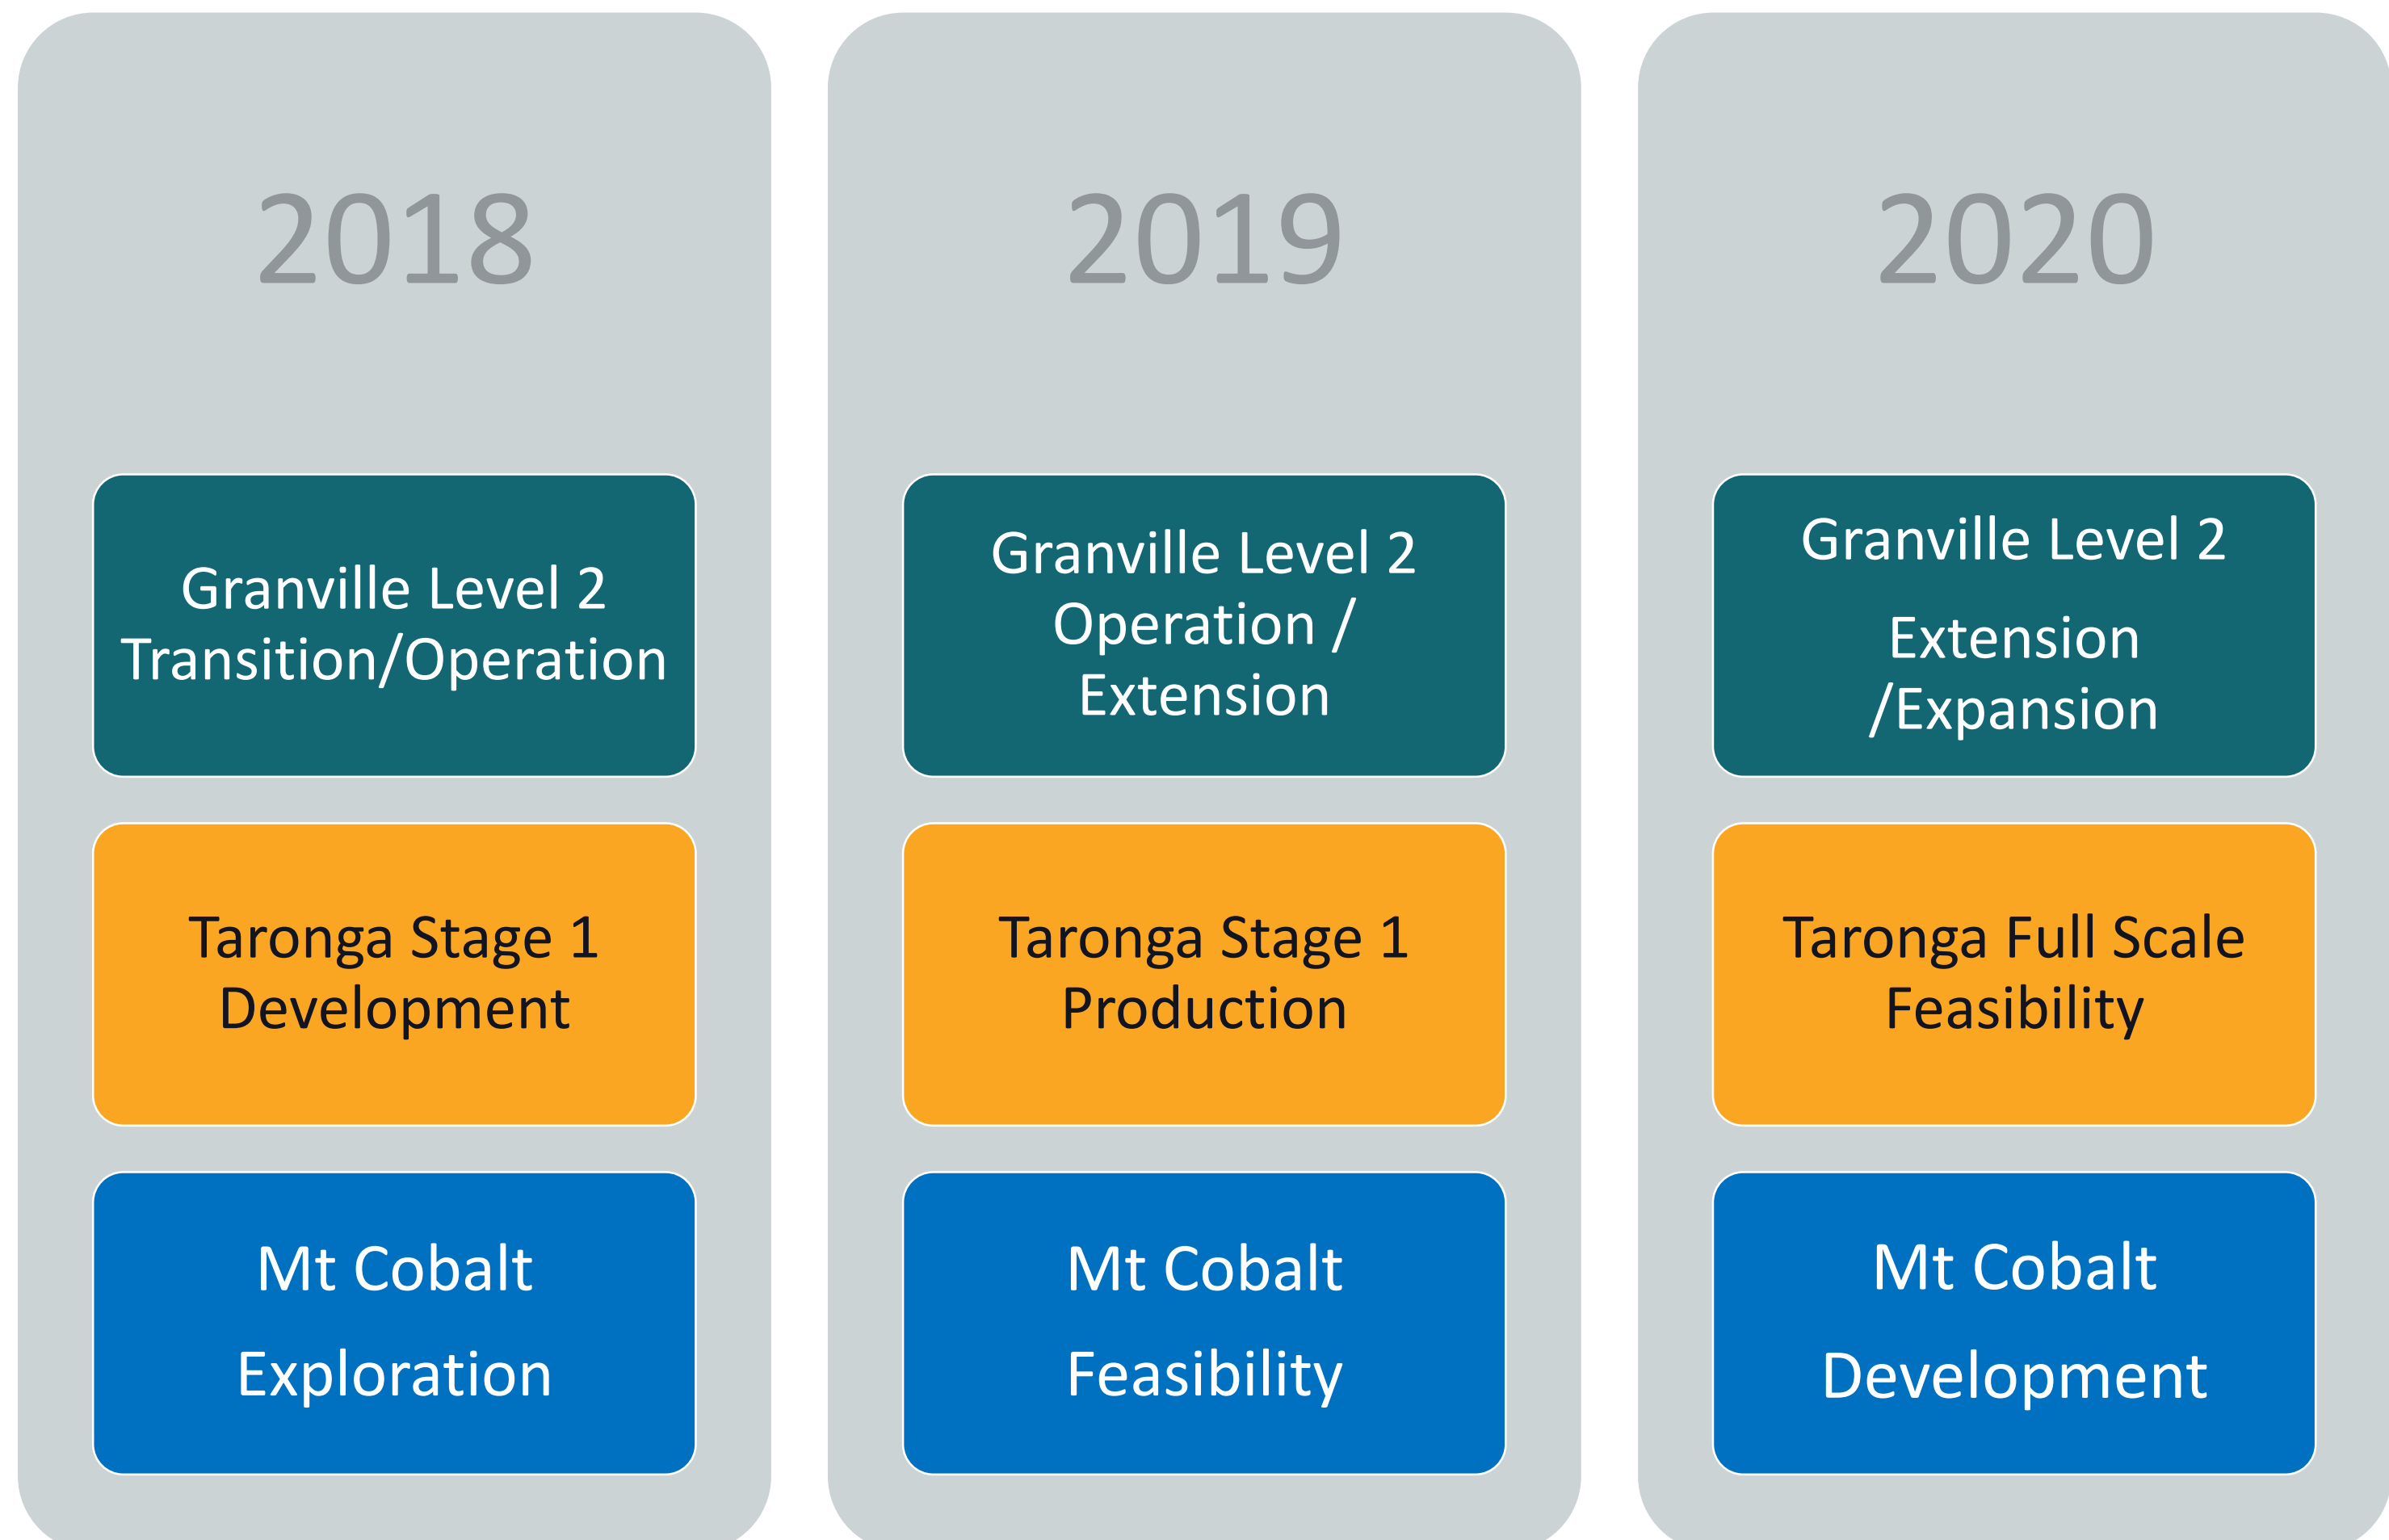 2018
Granville Level 2
Transition/Operation
Taronga Stage 1
Development
Mt Cobalt
Exploration
2019
Granville Level 2
Operation /
Extension
Taronga Stage 1
Production
Mt Cobalt
Feasibility
2020
Granville Level 2
Extension
/Expansion
Taronga Full Scale
Feasibility
Mt Cobalt
Development